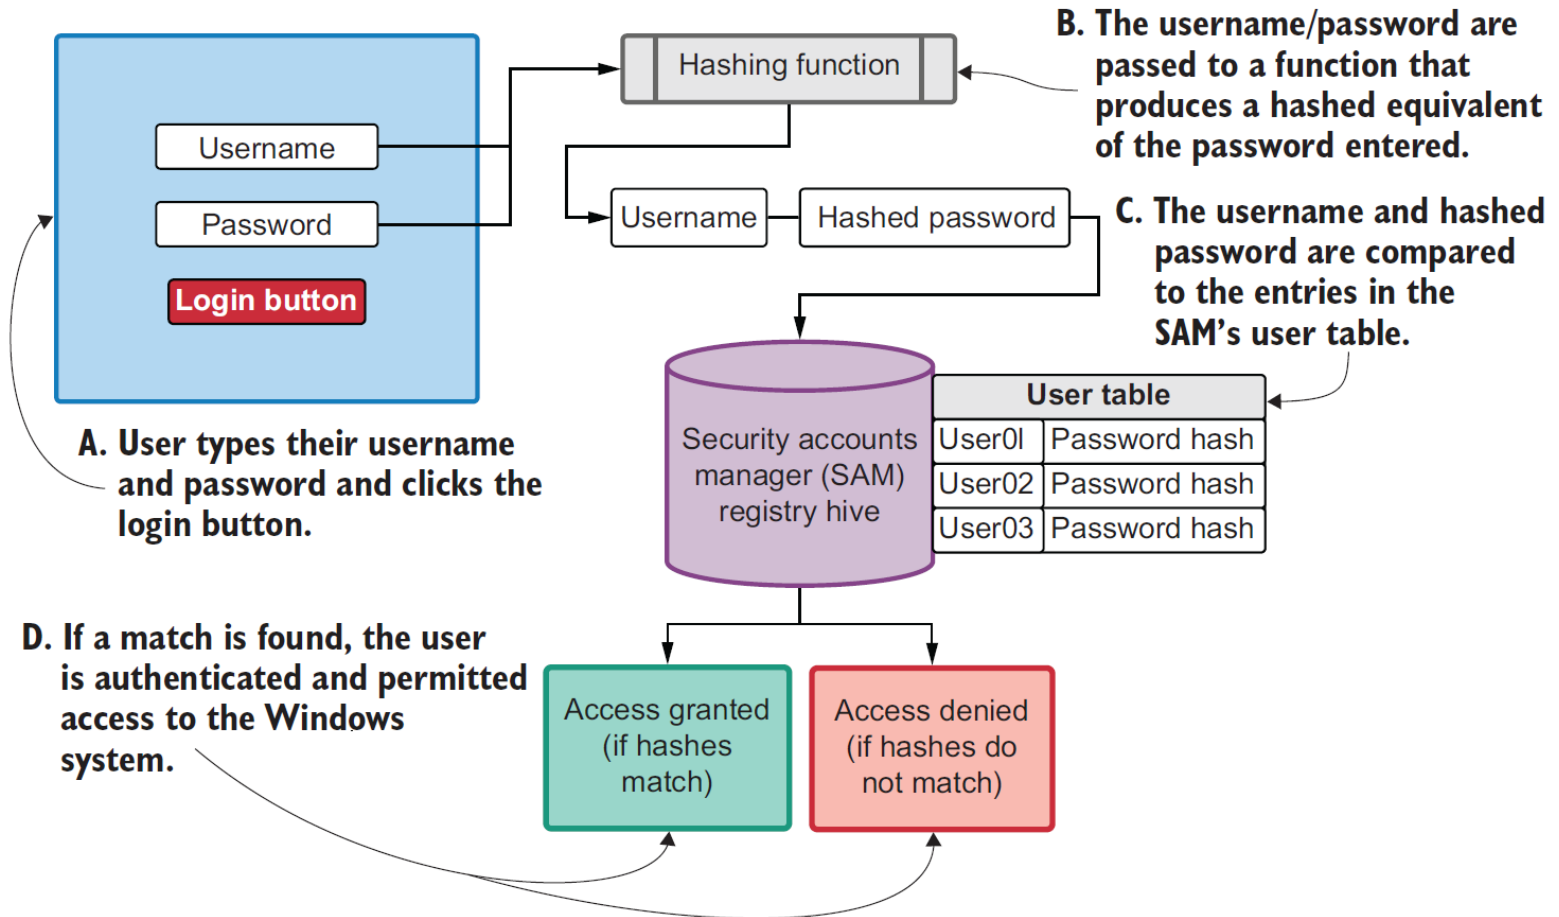 B. The username/password are
passed to a function that
produces a hashed equivalent
of the password entered.
Hashing function
Username
Password
Login button
Username
Hashed password
C. The username and hashed
password are compared
to the entries in the
SAM's user table.
A. User types their username
and password and clicks the
login button.
Security accounts
manager (SAM)
registry hive
User table
User0l Password hash
User02 Password hash
User03 Password hash
D. If a match is found, the user
is authenticated and permitted
access to the Windows
system.
Access granted
(if hashes
match)
Access denied
(if hashes do
not match)